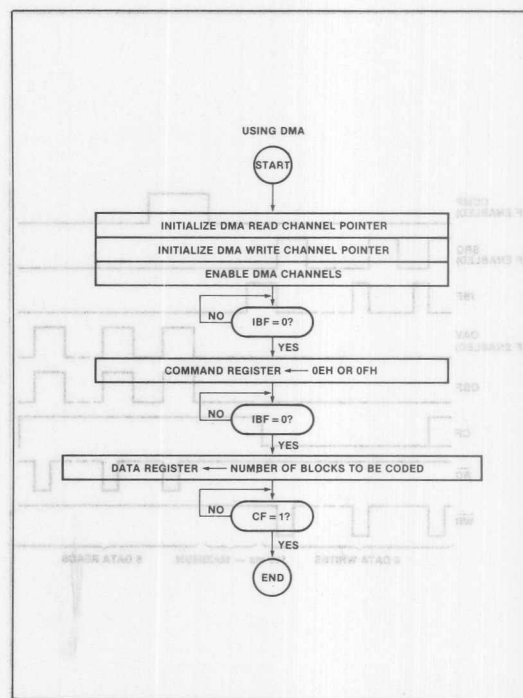 USING DMA
START
INITIALIZE DMA READ CHANNEL POINTER
INITIALIZE DMA WRITE CHANNEL POINTER
ENABLE DMA CHANNELS
IBF = 0?
NO
YES
COMMAND REGISTER ← 0EH OR 0FH
IBF = 0?
NO
YES
DATA REGISTER ← NUMBER OF BLOCKS TO BE CODED
CF = 1?
NO
YES
END